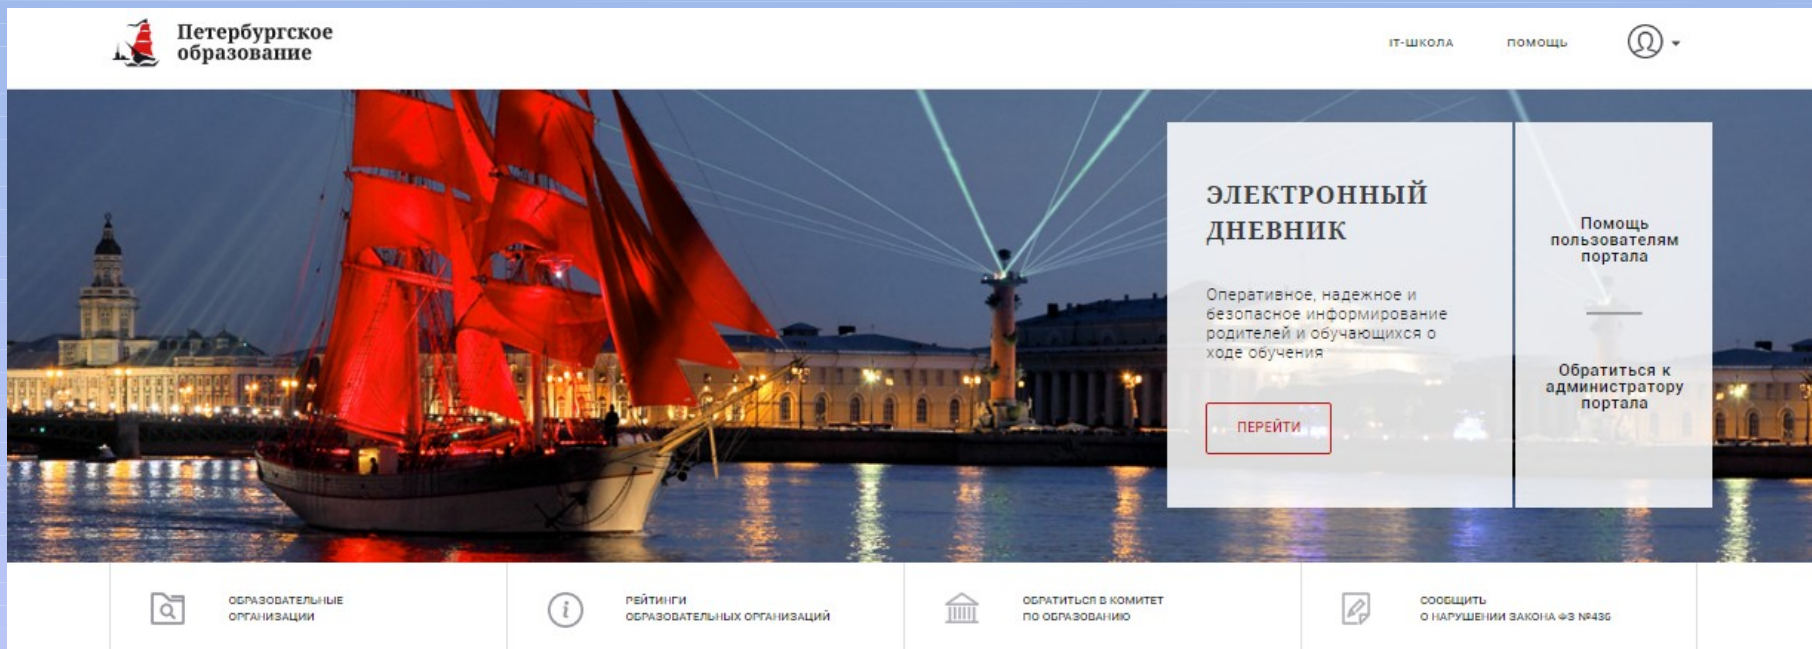 Петербургское
образование
IT-ШКОЛА
ПОМОЩЬ
ЭЛЕКТРОННЫЙ
ДНЕВНИК
Оперативное, надежное и
безопасное информирование
родителей и обучающихся о
ходе обучения
ПЕРЕЙТИ
Помощь
пользователям
портала
Обратиться к
администратору
портала
ОБРАЗОВАТЕЛЬНЫЕ
ОРГАНИЗАЦИИ
РЕЙТИНГИ
ОБРАЗОВАТЕЛЬНЫХ ОРГАНИЗАЦИЙ
ОБРАТИТЬСЯ В КОМИТЕТ
ПО ОБРАЗОВАНИЮ
СООБЩИТЬ
О НАРУШЕНИИ ЗАКОНА ФЗ №436